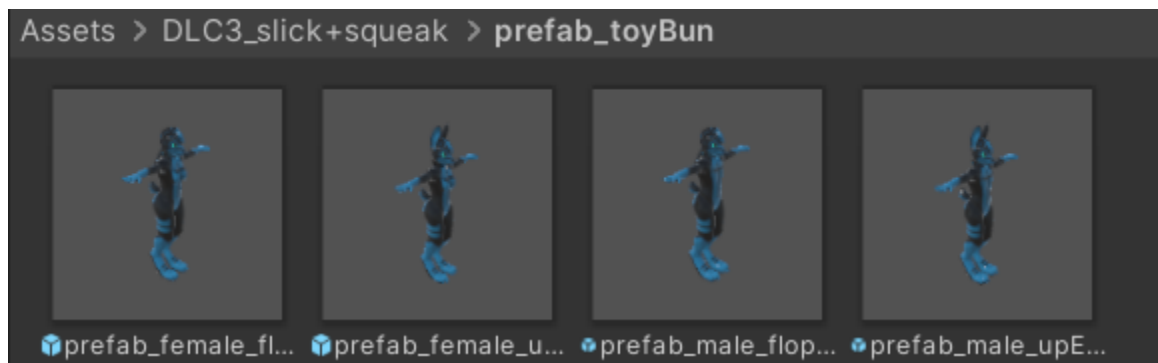 Assets > DLC3_slick+squeak > prefab_toyBun
prefab_female_fl... prefab_female_u... prefab_male_flop... prefab_male_upE...